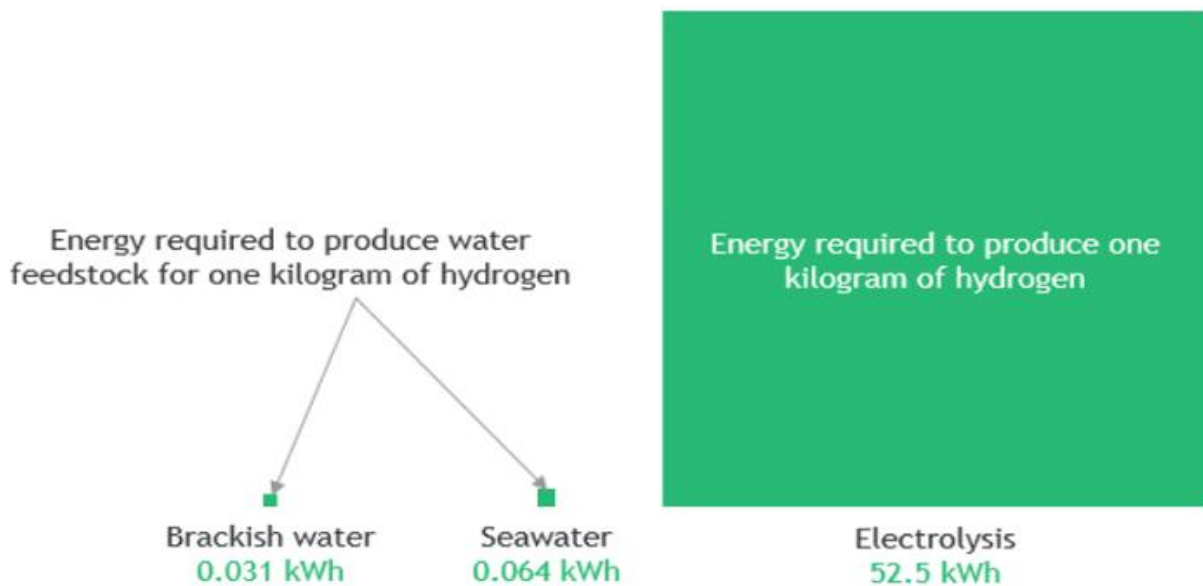 Energy required to produce water
feedstock for one kilogram of hydrogen
Energy required to produce one
kilogram of hydrogen
Brackish water
0.031 kWh
Seawater
0.064 kWh
Electrolysis
52.5 kWh